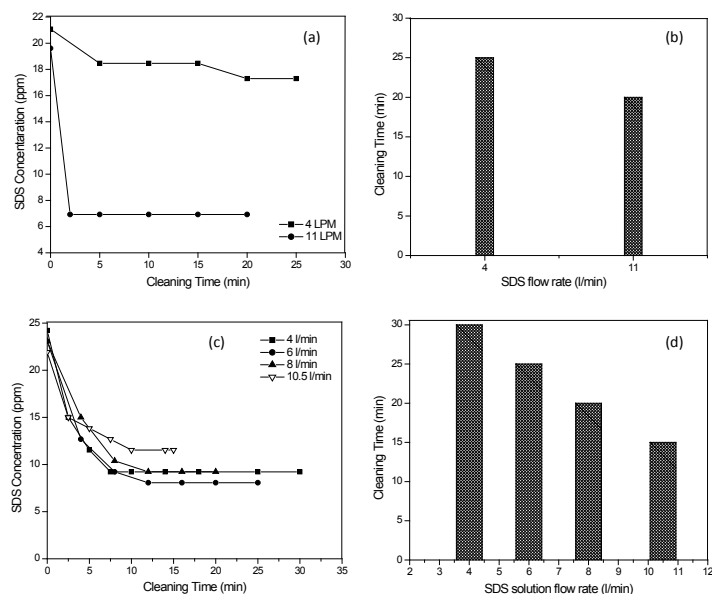 (a)
SDS Concentaration (ppm)
22
20
18
16
14
12
10
8
6
4
0 5 10 15 20 25 30
Cleaning Time (min)
4 LPM
11 LPM
(b)
Cleaning Time (min)
30
25
20
15
10
5
0
4 11
SDS flow rate (l/min)
(c)
SDS Concentration (ppm)
25
20
15
10
5
0
0 5 10 15 20 25 30 35
Cleaning Time (min)
4 l/min
6 l/min
8 l/min
10.5 l/min
(d)
Cleaning Time (min)
30
25
20
15
10
5
0
2 3 4 5 6 7 8 9 10 11 12
SDS solution flow rate (l/min)